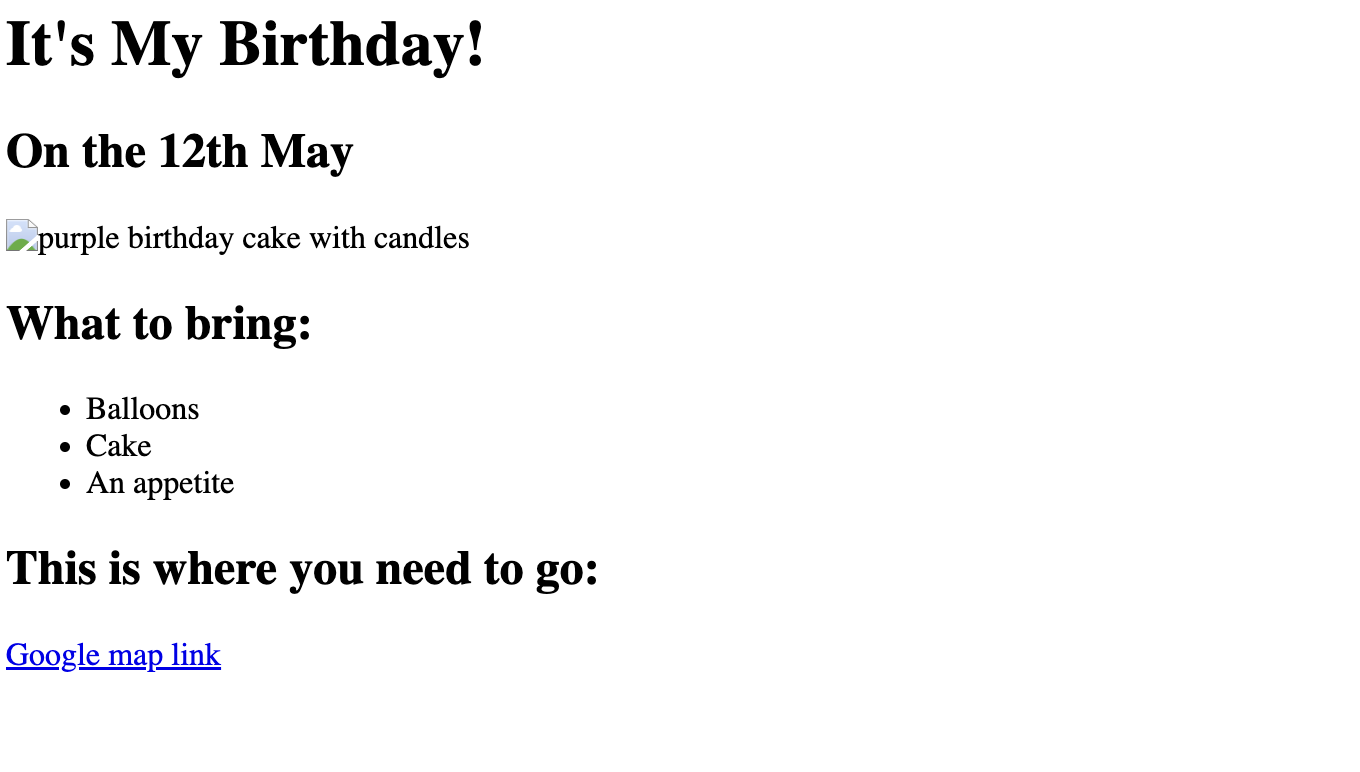 It's My Birthday!
On the 12th May
purple birthday cake with candles
What to bring:
Balloons
Cake
An appetite
This is where you need to go:
Google map link